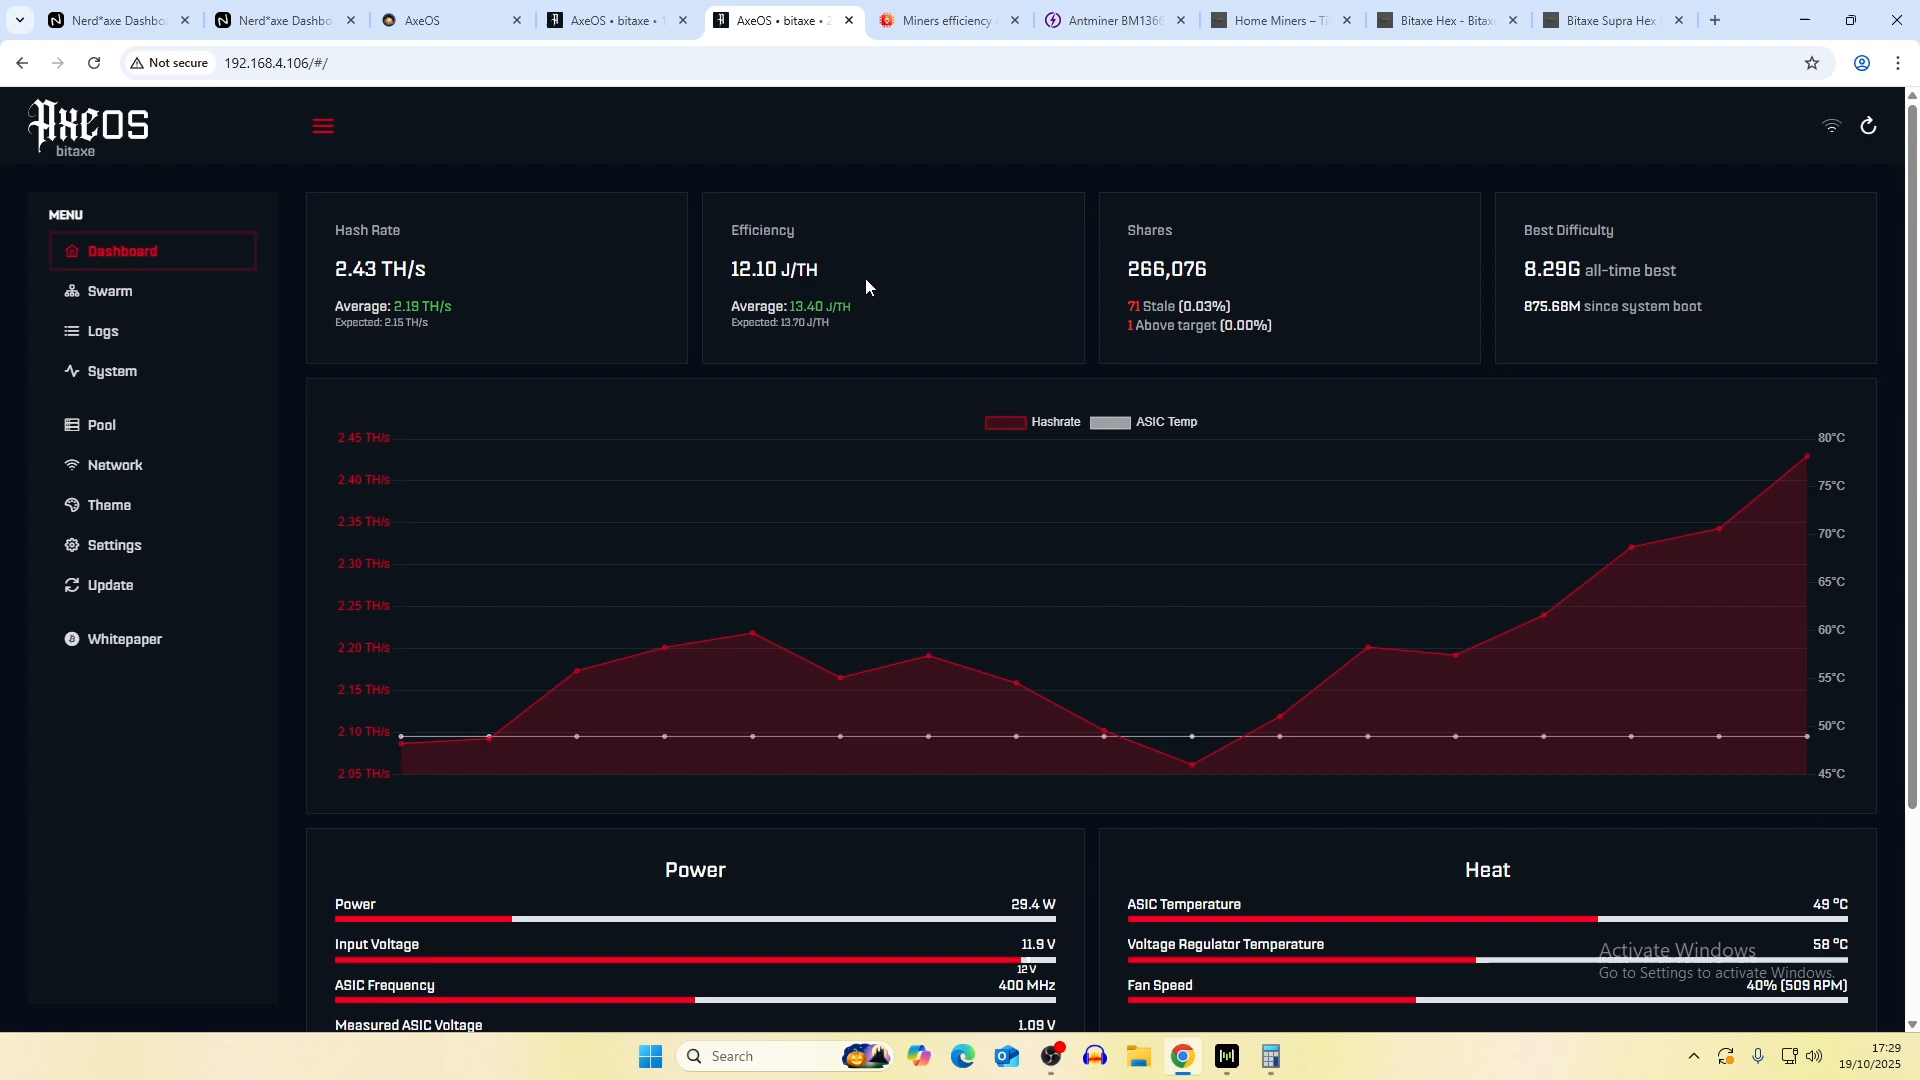 Nerd*axe Dashbo
Nerd*axe Dashbo
AxeOS
AxeOS • bitaxe • 1
AxeOS • bitaxe • 2
Miners efficiency
Antminer BM1366
Home Miners – Ti
Bitaxe Hex - Bitax
Bitaxe Supra Hex
Not secure
192.168.4.106/#/
AxeOS
bitaxe
MENU
Dashboard
Swarm
Logs
System
Pool
Network
Theme
Settings
Update
Whitepaper
Hash Rate
2.43 TH/s
Average: 2.19 TH/s
Expected: 2.15 TH/s
Efficiency
12.10 J/TH
Average: 13.40 J/TH
Expected: 13.70 J/TH
Shares
266,076
71 Stale (0.03%)
1 Above target (0.00%)
Best Difficulty
8.29G all-time best
875.68M since system boot
Hashrate
ASIC Temp
2.45 TH/s
2.40 TH/s
2.35 TH/s
2.30 TH/s
2.25 TH/s
2.20 TH/s
2.15 TH/s
2.10 TH/s
2.05 TH/s
80°C
75°C
70°C
65°C
60°C
55°C
50°C
45°C
Power
Power 29.4 W
Input Voltage 11.9 V
12 V
ASIC Frequency 400 MHz
Measured ASIC Voltage 1.09 V
Heat
ASIC Temperature 49 °C
Voltage Regulator Temperature 58 °C
Fan Speed 40% (509 RPM)
Activate Windows
Go to Settings to activate Windows.
Search
17:29
19/10/2025